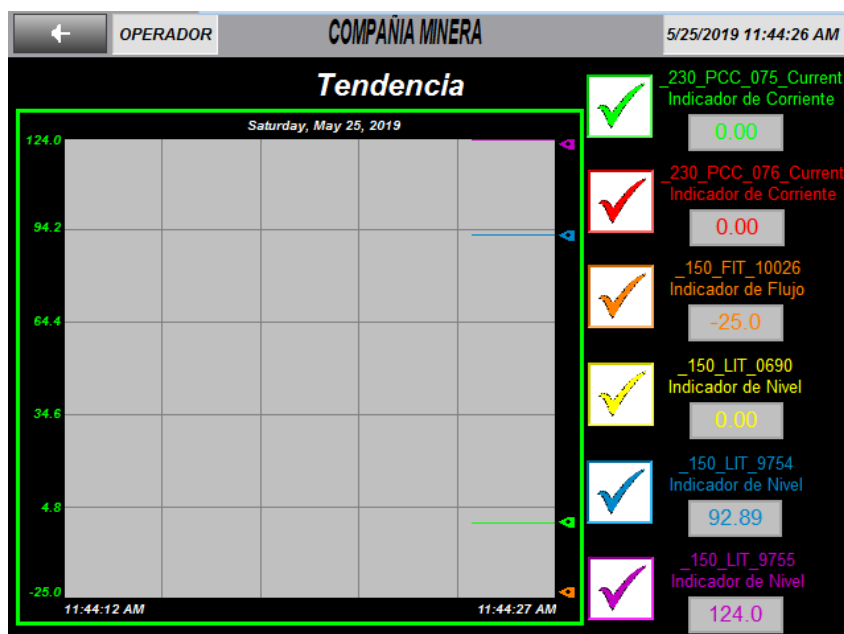 OPERADOR
COMPAÑIA MINERA
5/25/2019 11:44:26 AM
Tendencia
Saturday, May 25, 2019
124.0
94.2
64.4
34.6
4.8
-25.0
11:44:12 AM
11:44:27 AM
_230_PCC_075_Current
Indicador de Corriente
0.00
_230_PCC_076_Current
Indicador de Corriente
0.00
_150_FIT_10026
Indicador de Flujo
-25.0
_150_LIT_0690
Indicador de Nivel
0.00
_150_LIT_9754
Indicador de Nivel
92.89
_150_LIT_9755
Indicador de Nivel
124.0